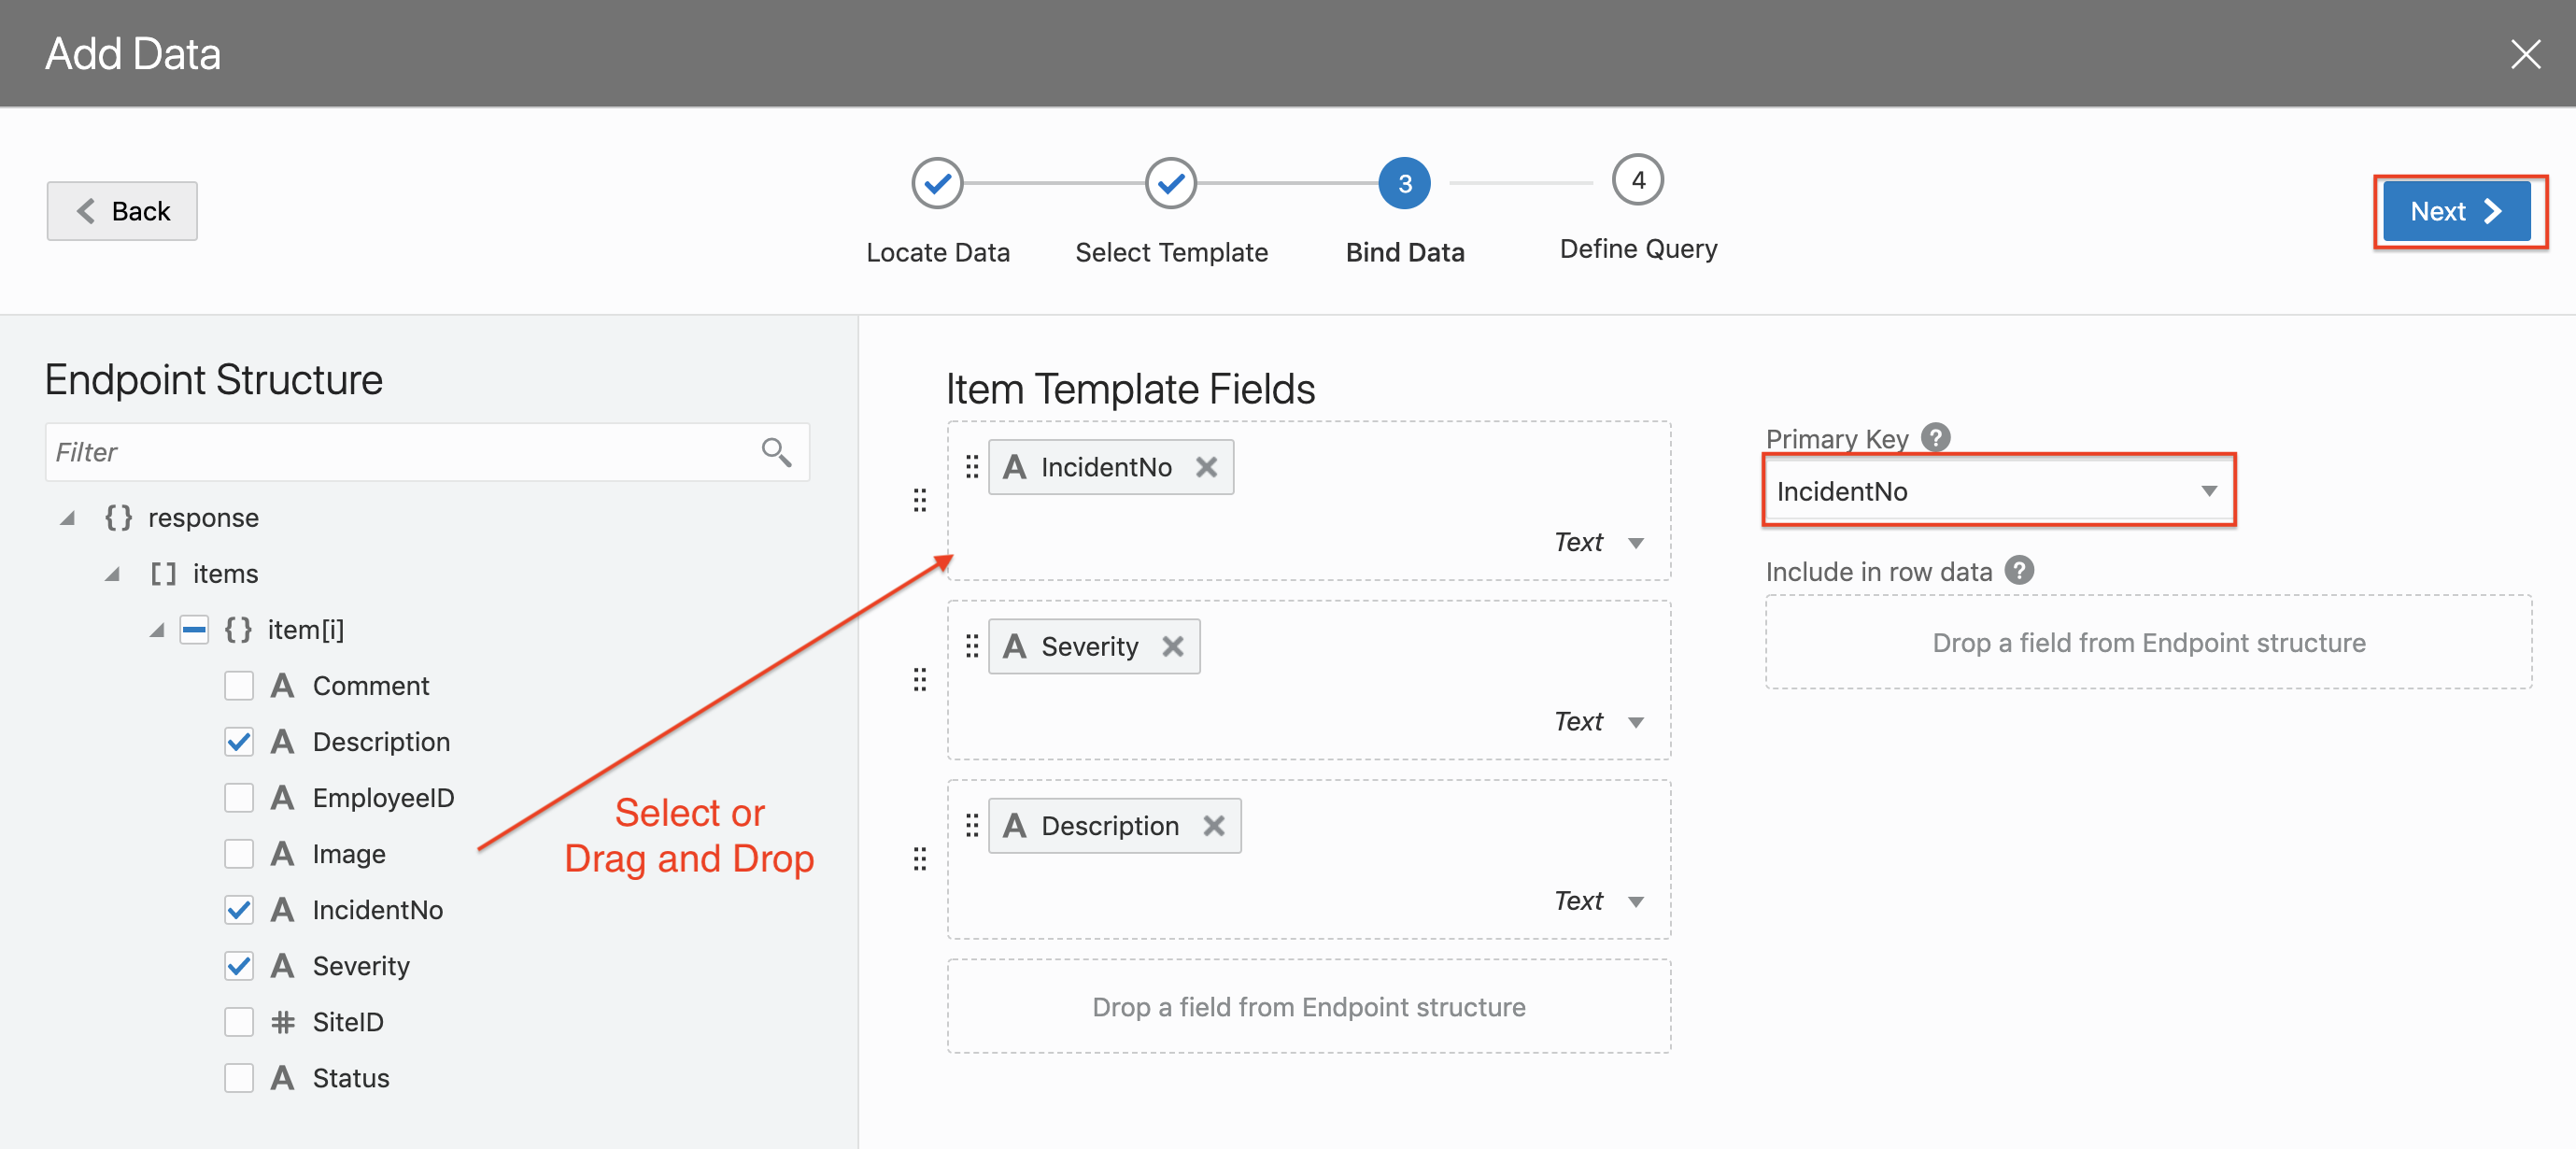 Add Data
Back
3
4
Next
Locate Data
Select Template
Bind Data
Define Query
Endpoint Structure
Filter
{} response
[] items
{} item[i]
A Comment
A Description
A EmployeeID
A Image
A IncidentNo
A Severity
# SiteID
A Status
Select or
Drag and Drop
Item Template Fields
A IncidentNo
Text
A Severity
Text
A Description
Text
Drop a field from Endpoint structure
Primary Key ?
IncidentNo
Include in row data ?
Drop a field from Endpoint structure